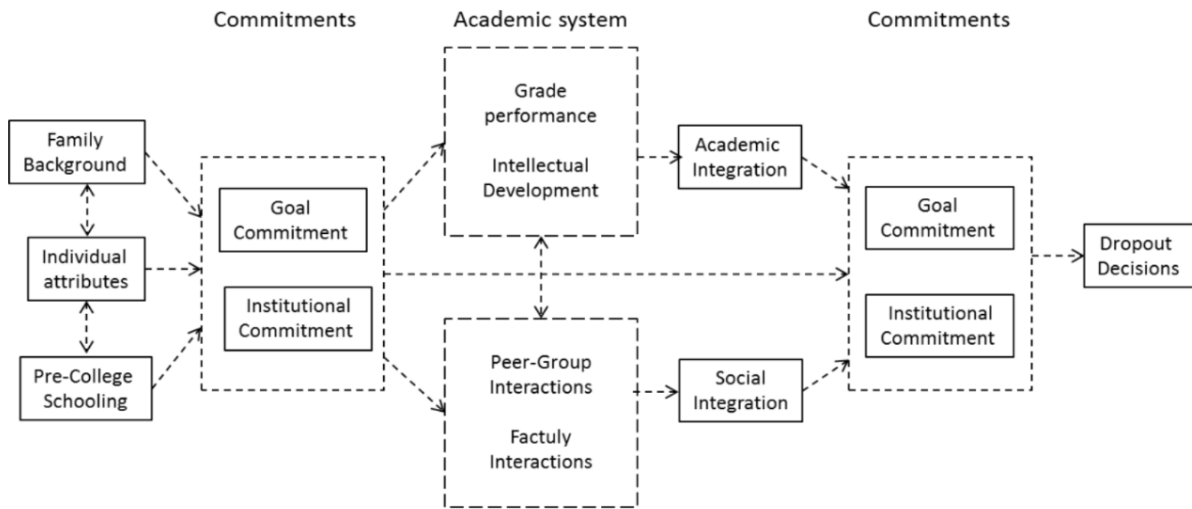 Commitments
Academic system
Commitments
Family
Background
Individual
attributes
Pre-College
Schooling
Goal
Commitment
Institutional
Commitment
Grade
performance
Intellectual
Development
Peer-Group
Interactions
Factuly
Interactions
Academic
Integration
Social
Integration
Goal
Commitment
Institutional
Commitment
Dropout
Decisions